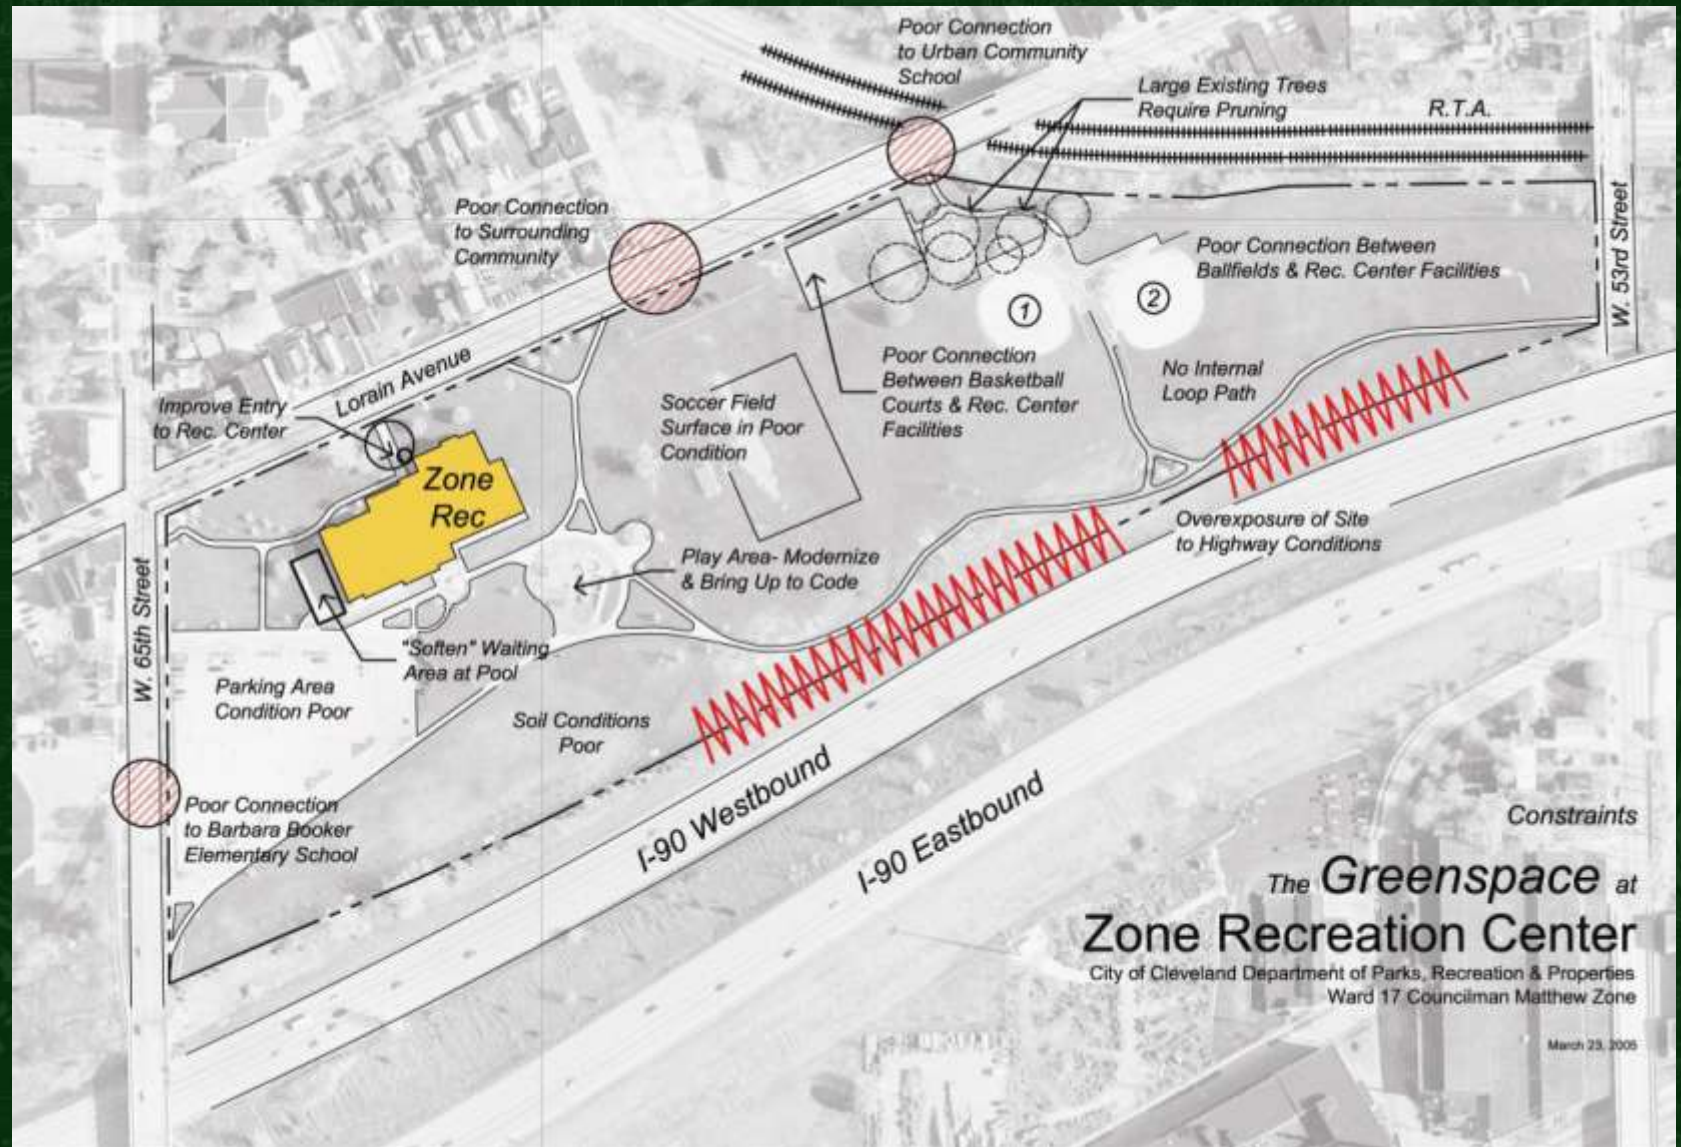 Poor Connection
to Urban Community
School
Large Existing Trees
Require Pruning
R.T.A.
Poor Connection
to Surrounding
Community
W. 53rd Street
Poor Connection Between
Ballfields & Rec. Center Facilities
1
2
Lorain Avenue
Improve Entry
to Rec. Center
Soccer Field
Surface in Poor
Condition
Poor Connection
Between Basketball
Courts & Rec. Center
Facilities
No Internal
Loop Path
Zone
Rec
Overexposure of Site
to Highway Conditions
Play Area- Modernize
& Bring Up to Code
W. 65th Street
"Soften" Waiting
Area at Pool
Parking Area
Condition Poor
Soil Conditions
Poor
Poor Connection
to Barbara Booker
Elementary School
I-90 Westbound
I-90 Eastbound
Constraints
The Greenspace at
Zone Recreation Center
City of Cleveland Department of Parks, Recreation & Properties
Ward 17 Councilman Matthew Zone
March 23, 2005